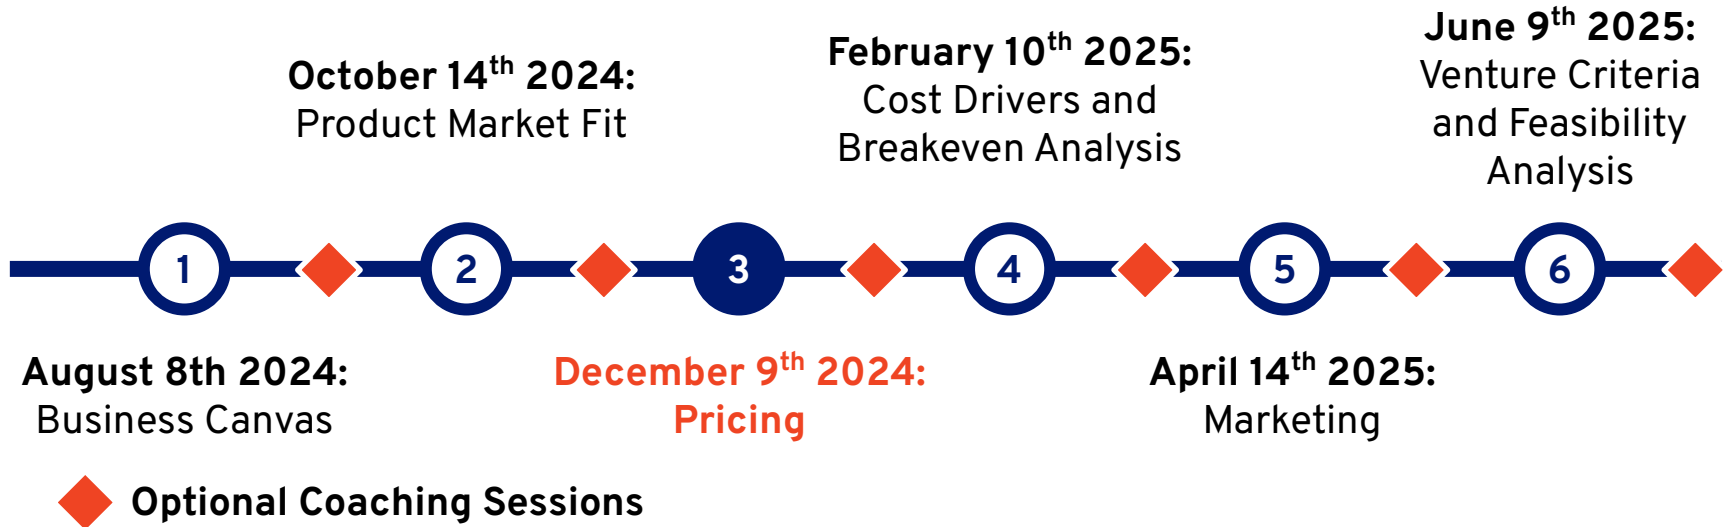 October 14th 2024:
Product Market Fit
February 10th 2025:
Cost Drivers and
Breakeven Analysis
June 9th 2025:
Venture Criteria
and Feasibility
Analysis
1
2
3
4
5
6
August 8th 2024:
Business Canvas
December 9th 2024:
Pricing
April 14th 2025:
Marketing
Optional Coaching Sessions